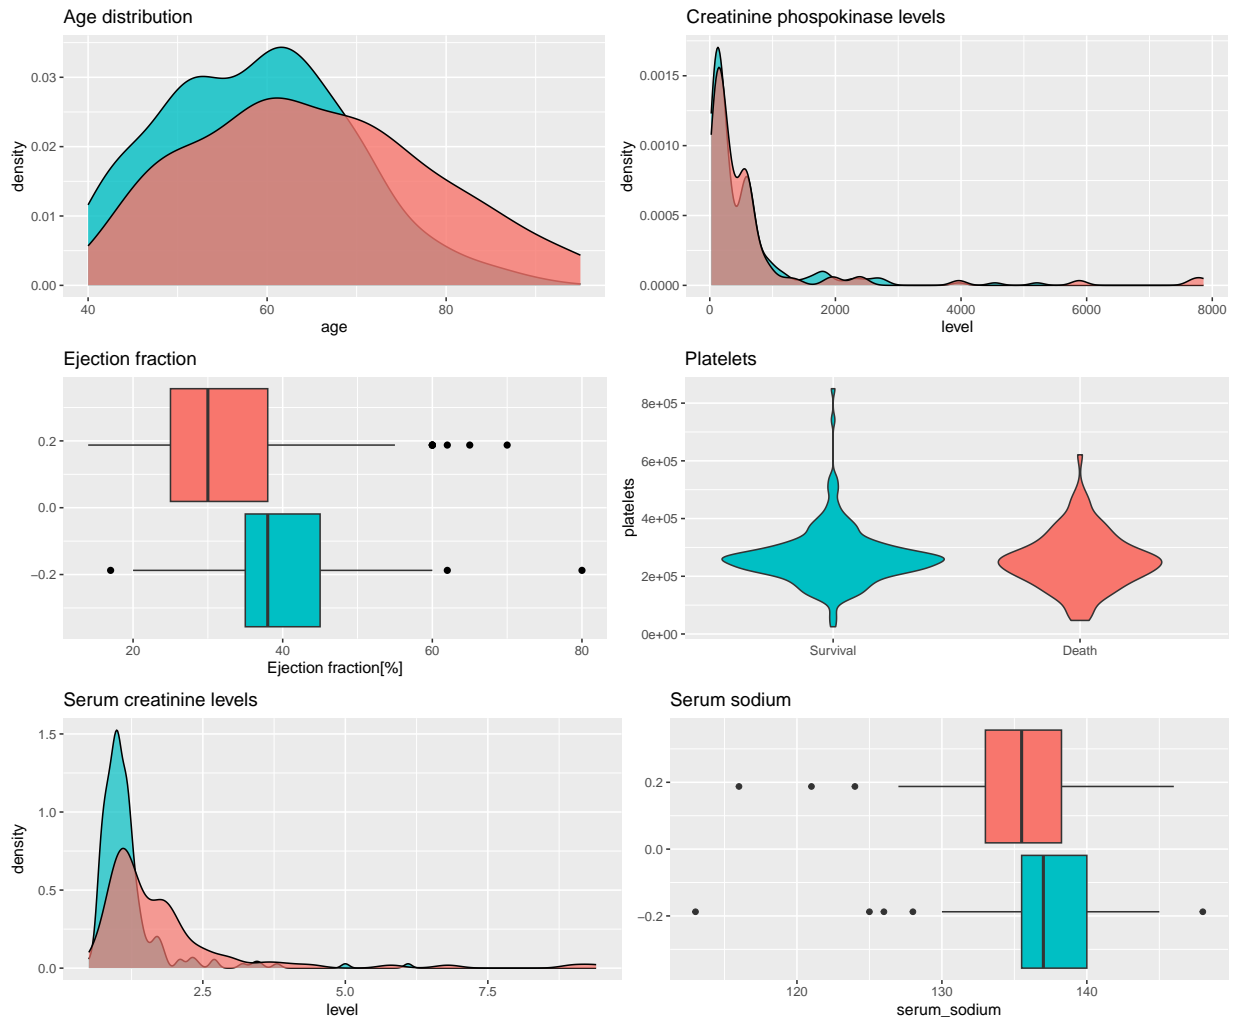 Age distribution
density
0.03
0.02
0.01
0.00
40
60
80
age
Creatinine phospokinase levels
density
0.0015
0.0010
0.0005
0.0000
0
2000
4000
6000
8000
level
Ejection fraction
0.2
0.0
−0.2
20
40
60
80
Ejection fraction[%]
Platelets
platelets
8e+05
6e+05
4e+05
2e+05
0e+00
Survival
Death
Serum creatinine levels
density
1.5
1.0
0.5
0.0
2.5
5.0
7.5
level
Serum sodium
0.2
0.0
−0.2
120
130
140
serum_sodium